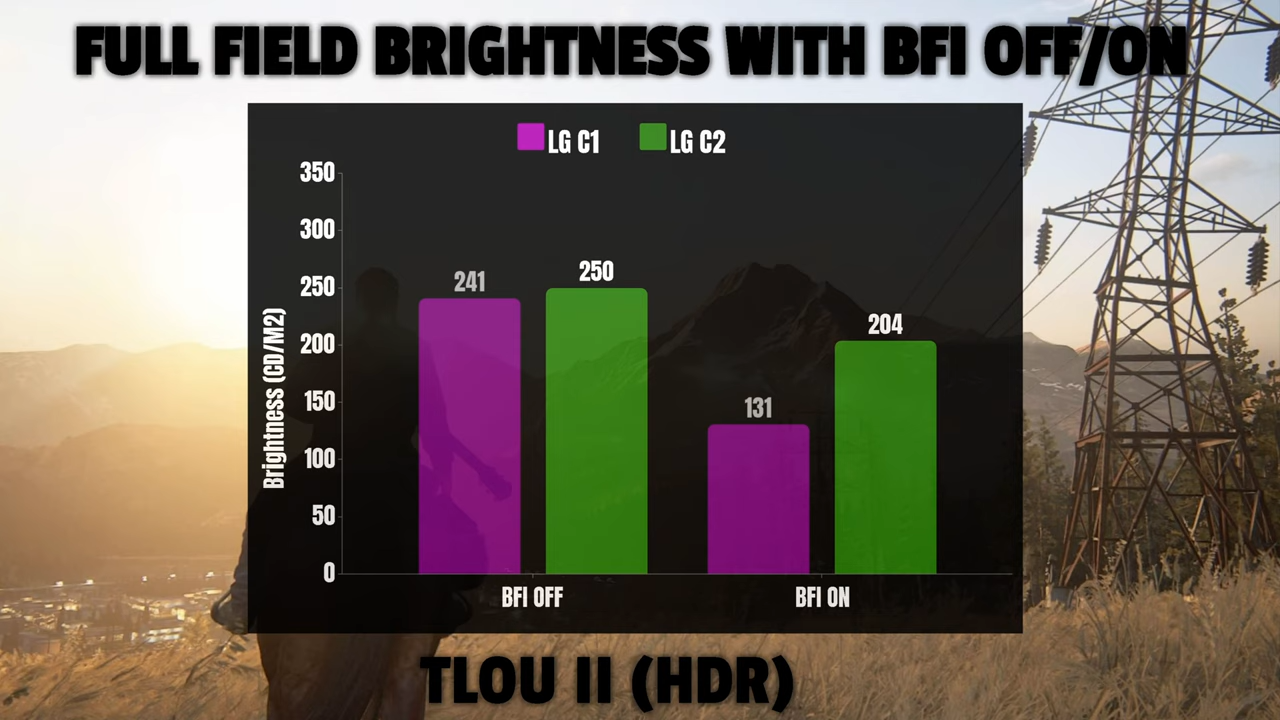 FULL FIELD BRIGHTNESS WITH BFI OFF/ON
LG C1 LG C2
350
300
250
200
150
100
50
0
Brightness (CD/M2)
241
250
131
204
BFI OFF BFI ON
TLOU II (HDR)